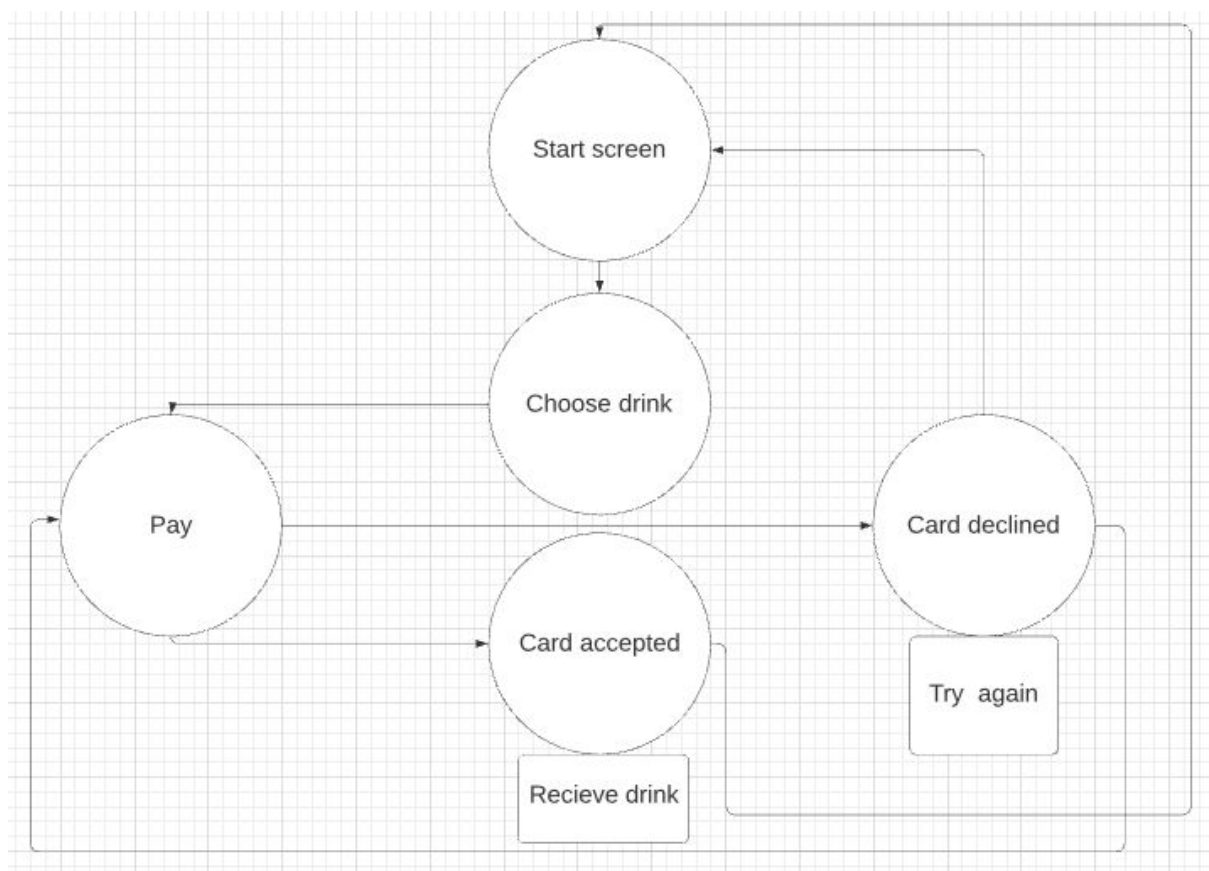 Start screen
Choose drink
Pay
Card declined
Card accepted
Try again
Recieve drink